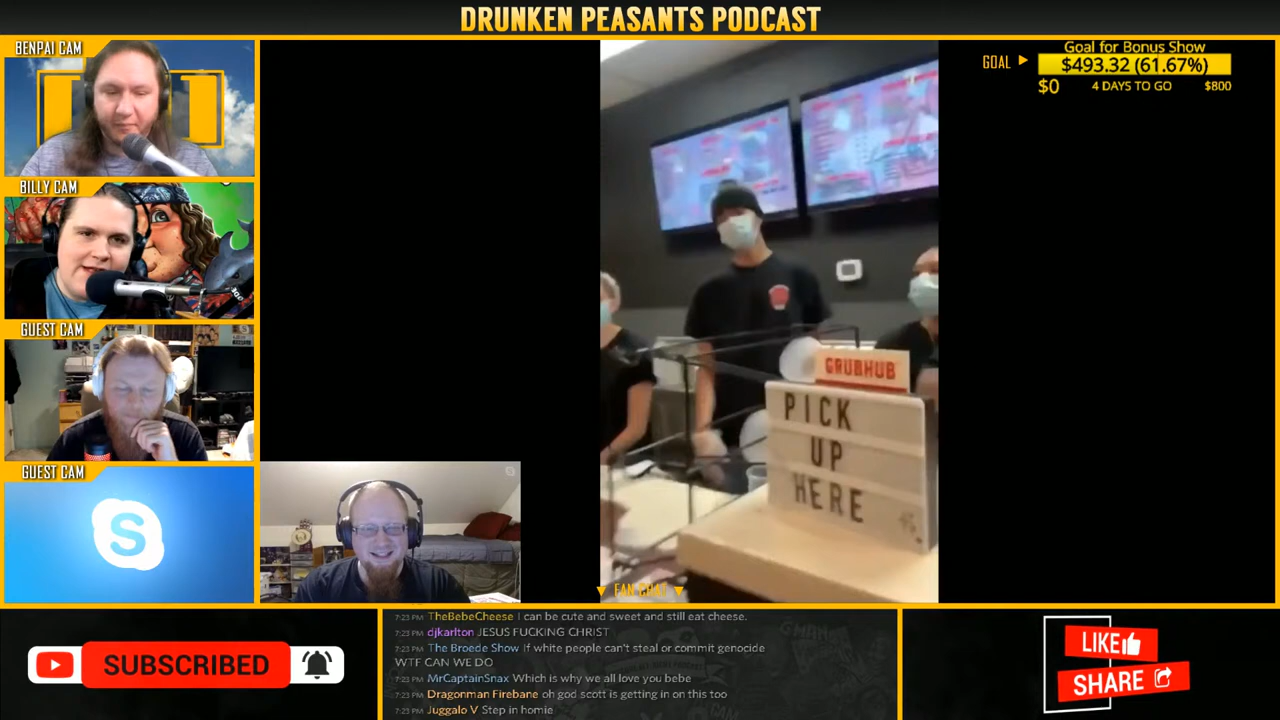 DRUNKEN PEASANTS PODCAST
BENPAI CAM
BILLY CAM
GUEST CAM
GUEST CAM
Goal for Bonus Show
GOAL
$493.32 (61.67%)
$0 4 DAYS TO GO $800
GRUBHUB
PICK
UP
HERE
FAN CHAT
SUBSCRIBED
7:23 PM TheBebeCheese I can be cute and sweet and still eat cheese.
7:23 PM djkarlton JESUS FUCKING CHRIST
7:23 PM The Broede Show If white people can't steal or commit genocide
WTF CAN WE DO
7:23 PM MrCaptainSnax Which is why we all love you bebe
7:23 PM Dragonman Firebane oh god scott is getting in on this too
7:23 PM Juggalo V Step in homie
LIKE
SHARE